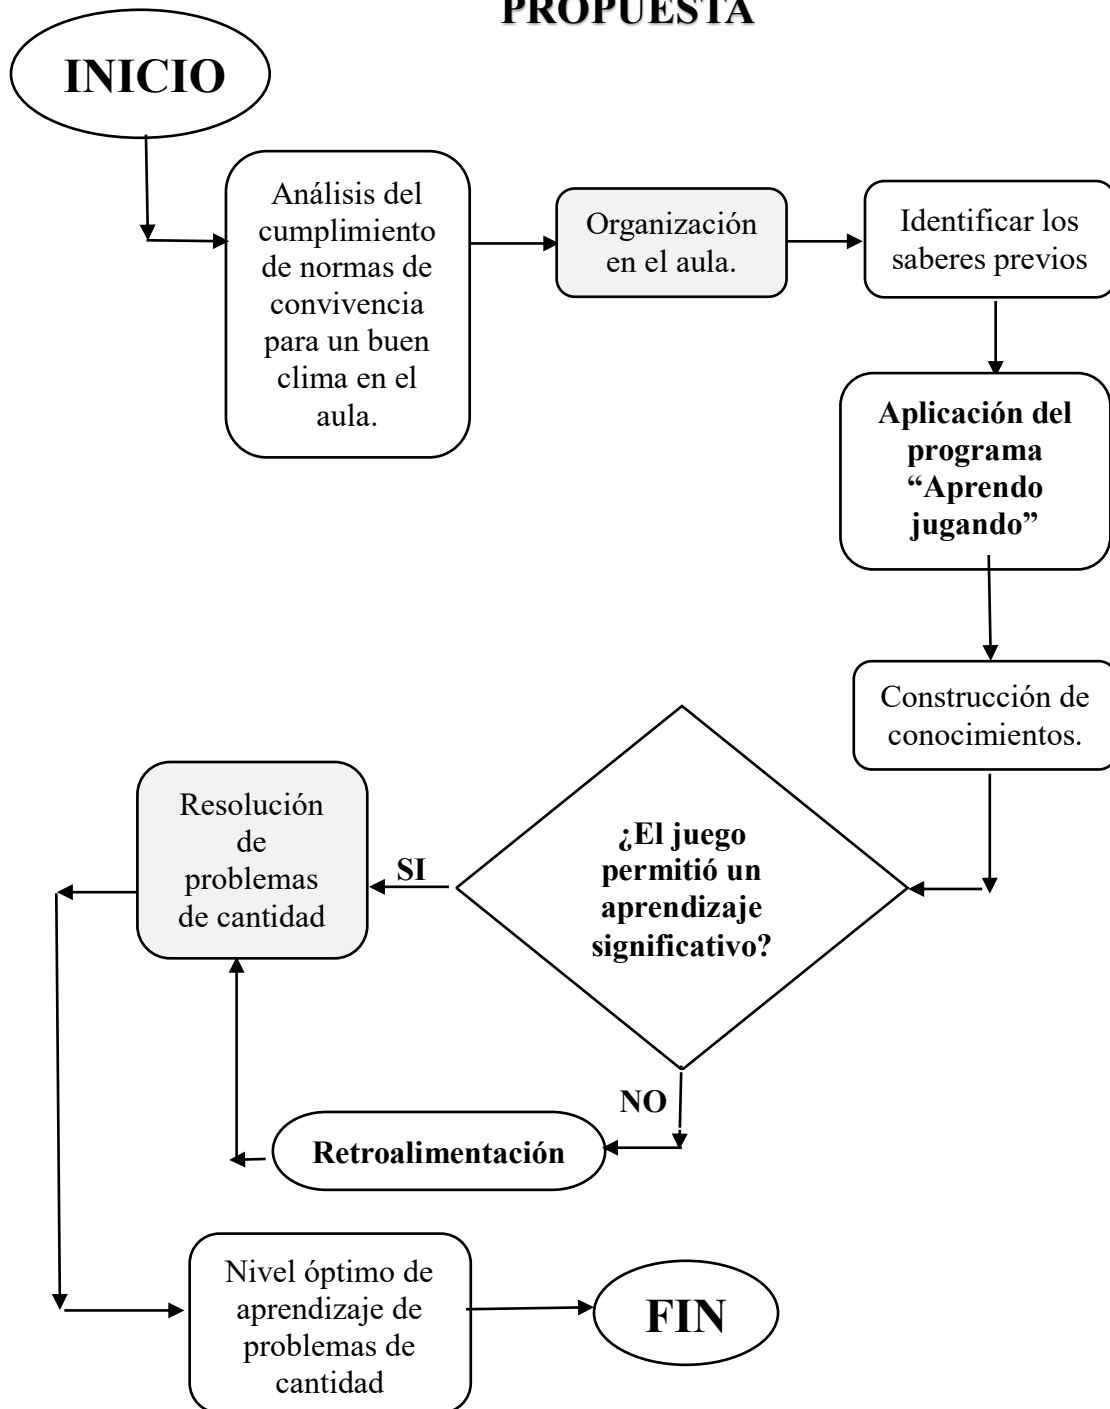 PROPUESTA
INICIO
Análisis del
cumplimiento
de normas de
convivencia
para un buen
clima en el
aula.
Organización
en el aula.
Identificar los
saberes previos
Aplicación del
programa
“Aprendo
jugando”
Construcción de
conocimientos.
¿El juego
permitió un
aprendizaje
significativo?
SI
Resolución
de
problemas
de cantidad
NO
Retroalimentación
Nivel óptimo de
aprendizaje de
problemas de
cantidad
FIN